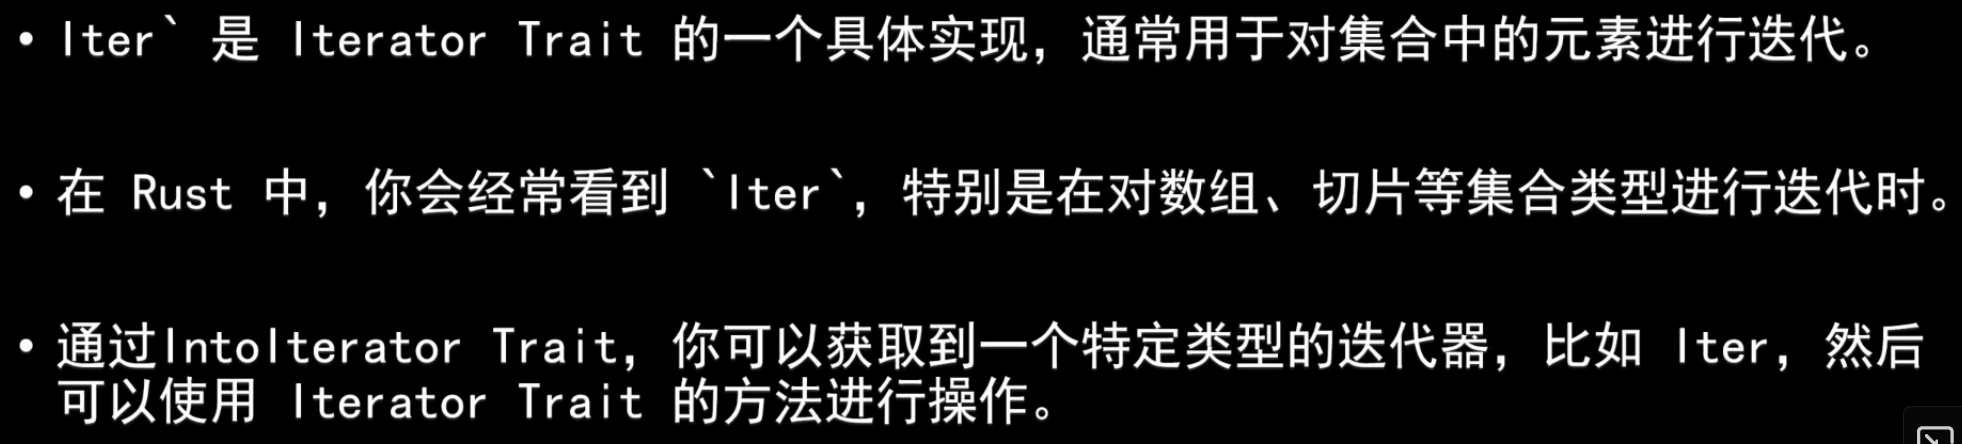 • Iter` 是 Iterator Trait 的一个具体实现，通常用于对集合中的元素进行迭代。
• 在 Rust 中，你会经常看到 `Iter`，特别是在对数组、切片等集合类型进行迭代时。
• 通过IntoIterator Trait，你可以获取到一个特定类型的迭代器，比如 Iter，然后
可以使用 Iterator Trait 的方法进行操作。